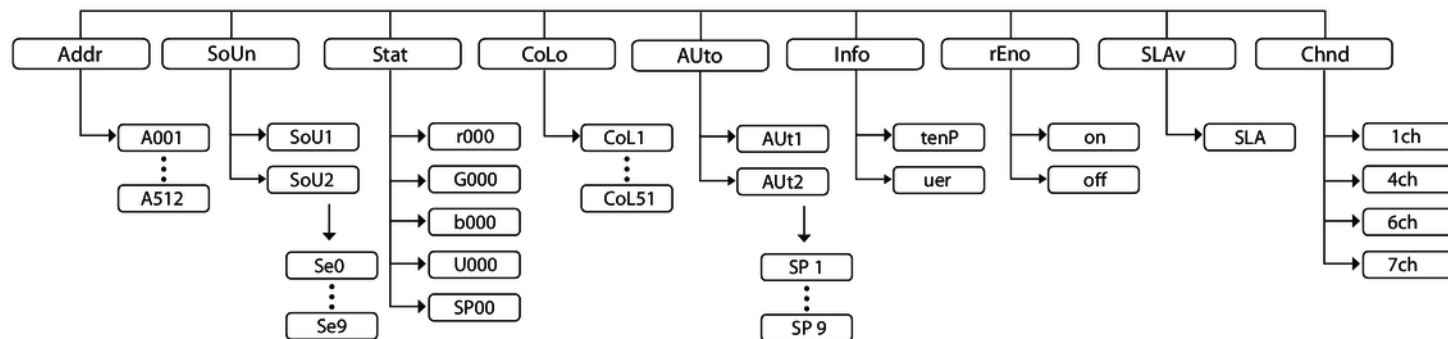 Addr
SoUn
Stat
CoLo
AUto
Info
rEno
SLAv
Chnd
A001
A512
SoU1
SoU2
Se0
Se9
r000
G000
b000
U000
SP00
CoL1
CoL51
AUt1
AUt2
SP 1
SP 9
tenP
uer
on
off
SLA
1ch
4ch
6ch
7ch